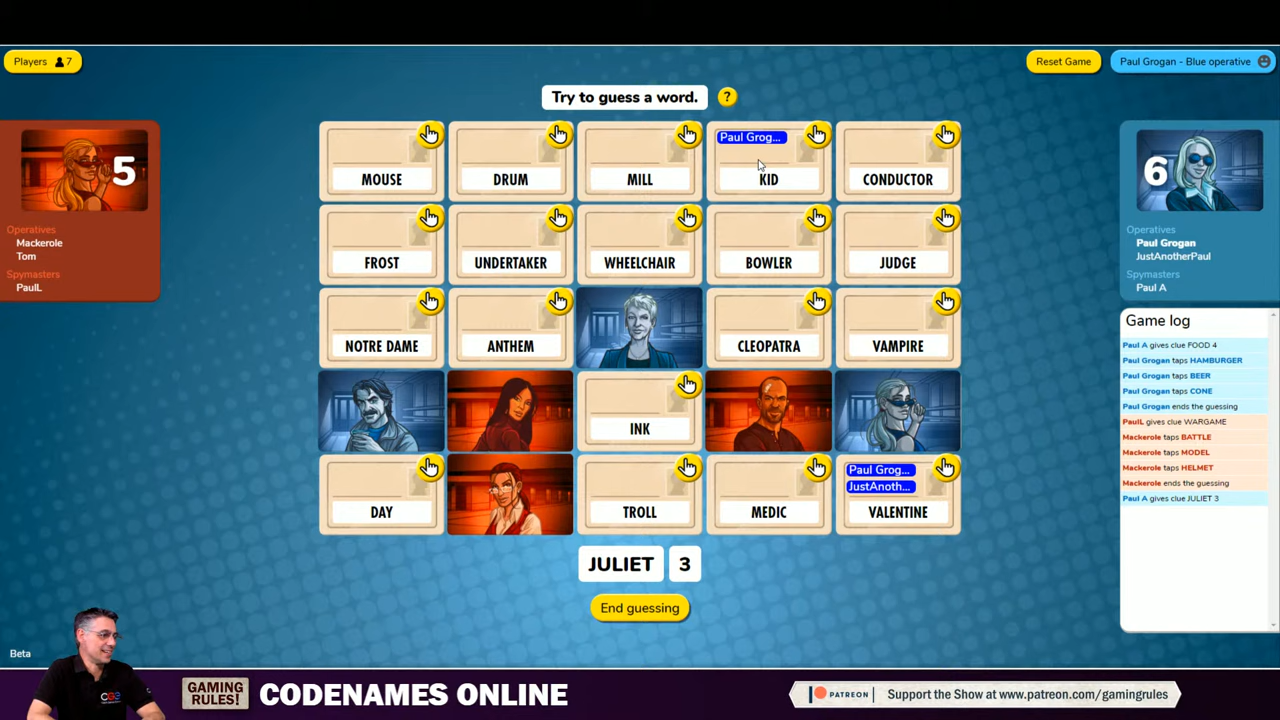 Players 7
Reset Game
Paul Grogan - Blue operative
Try to guess a word.
?
5
Operatives
Mackerole
Tom
Spymasters
PaulL
Paul Grog...
MOUSE
DRUM
MILL
KID
CONDUCTOR
FROST
UNDERTAKER
WHEELCHAIR
BOWLER
JUDGE
NOTRE DAME
ANTHEM
CLEOPATRA
VAMPIRE
INK
Paul Grog...
JustAnoth...
DAY
TROLL
MEDIC
VALENTINE
JULIET 3
End guessing
6
Operatives
Paul Grogan
JustAnotherPaul
Spymasters
Paul A
Game log
Paul A gives clue FOOD 4
Paul Grogan taps HAMBURGER
Paul Grogan taps BEER
Paul Grogan taps CONE
Paul Grogan ends the guessing
PaulL gives clue WARGAME
Mackerole taps BATTLE
Mackerole taps MODEL
Mackerole taps HELMET
Mackerole ends the guessing
Paul A gives clue JULIET 3
Beta
GAMING
RULES!
CODENAMES ONLINE
PATREON
Support the Show at www.patreon.com/gamingrules